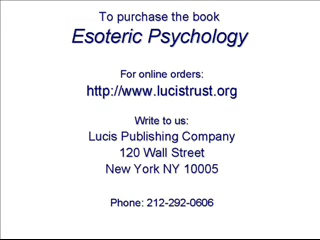 To purchase the book
Esoteric Psychology
For online orders:
http://www.lucistrust.org
Write to us:
Lucis Publishing Company
120 Wall Street
New York NY 10005
Phone: 212-292-0606